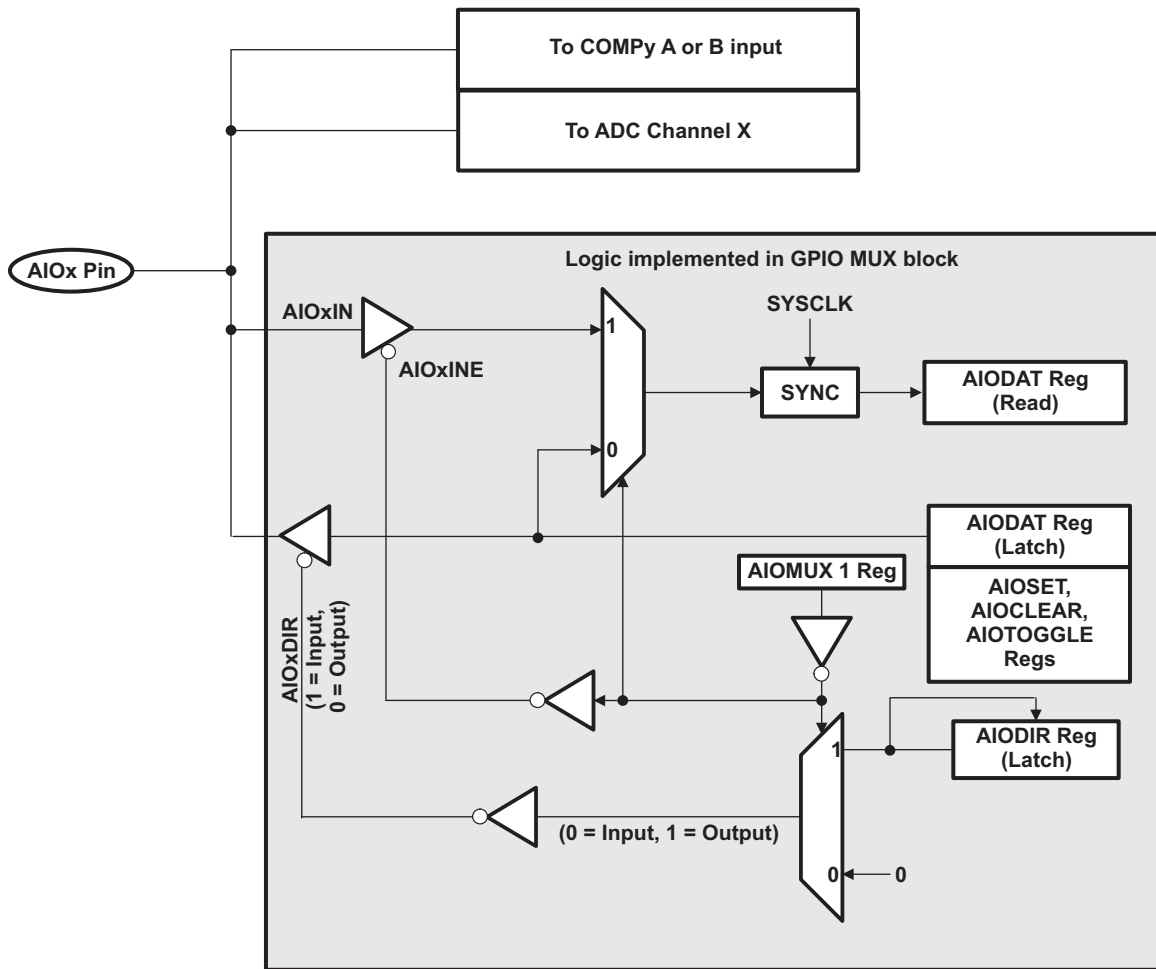 To COMPy A or B input
To ADC Channel X
AIOx Pin
Logic implemented in GPIO MUX block
AIOxIN
1
SYSCLK
AIOxINE
SYNC
AIODAT Reg
(Read)
0
AIODAT Reg
(Latch)
AIOMUX 1 Reg
AIOSET,
AIOCLEAR,
AIOTOGGLE
Regs
AIOxDIR
(1 = Input,
0 = Output)
1
AIODIR Reg
(Latch)
(0 = Input, 1 = Output)
0
0